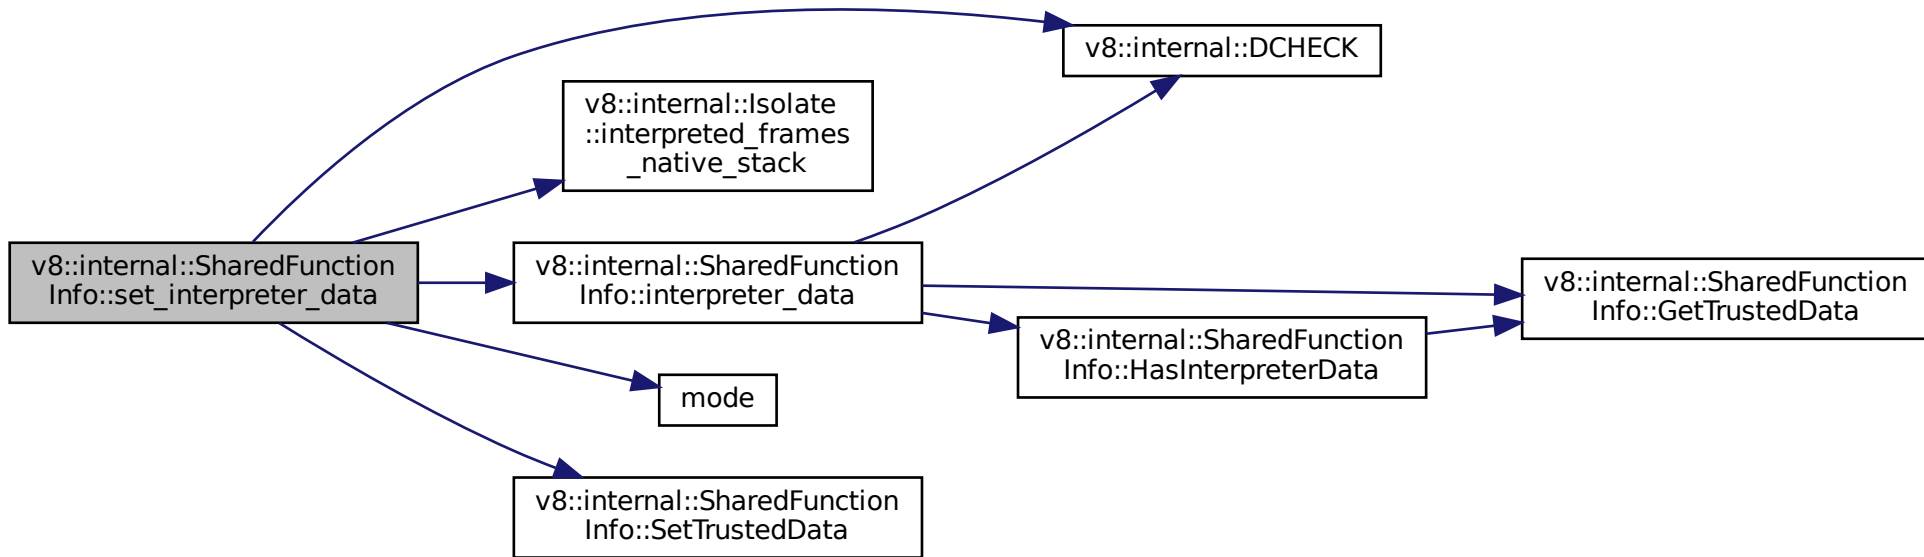 v8::internal::DCHECK
v8::internal::Isolate
::interpreted_frames
_native_stack
v8::internal::SharedFunction
Info::set_interpreter_data
v8::internal::SharedFunction
Info::interpreter_data
v8::internal::SharedFunction
Info::GetTrustedData
v8::internal::SharedFunction
Info::HasInterpreterData
mode
v8::internal::SharedFunction
Info::SetTrustedData